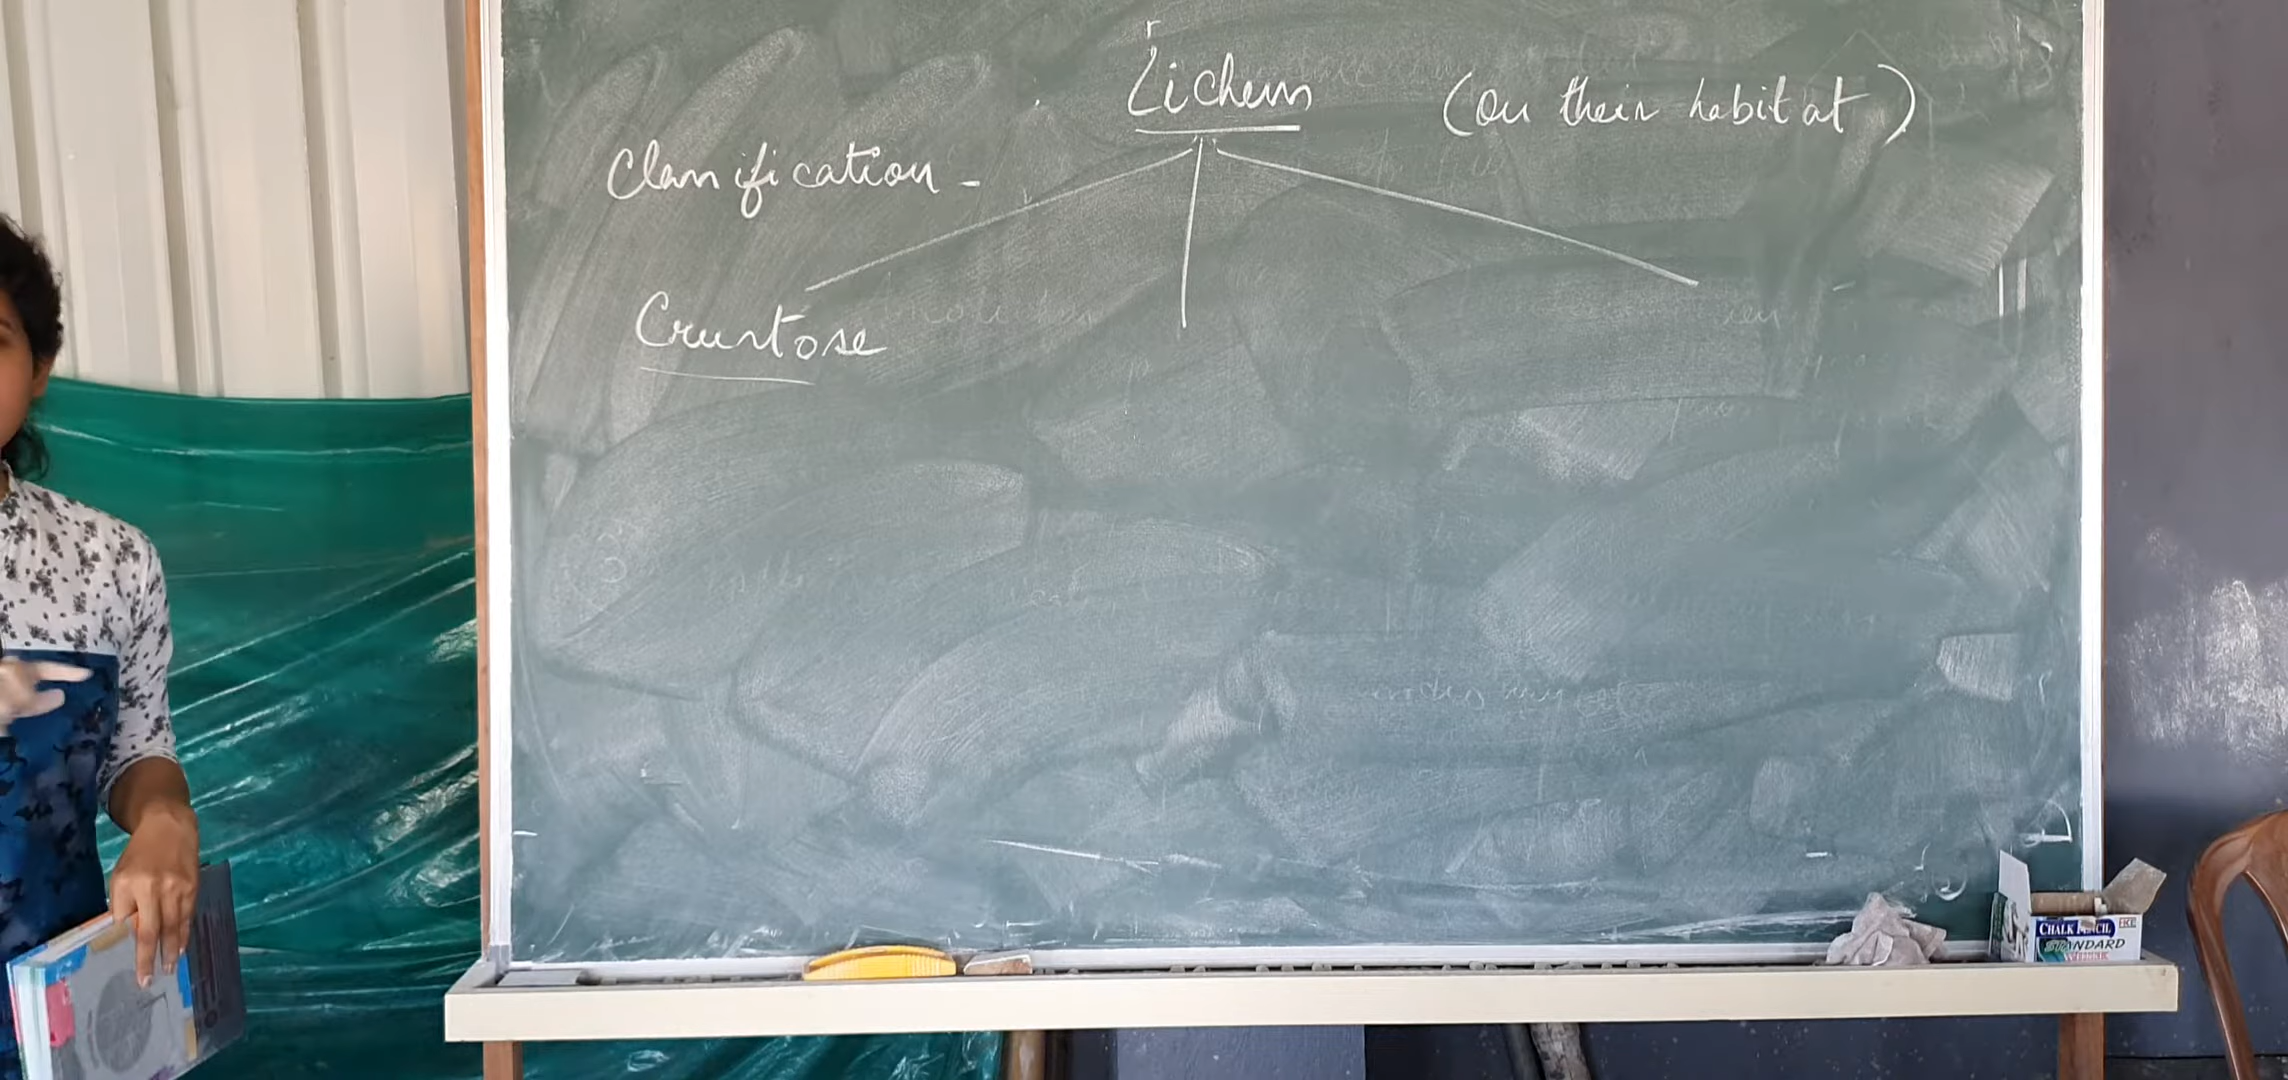 Lichens (on their habitat)
Classification -
Crustose
CHALK PENCIL
STANDARD